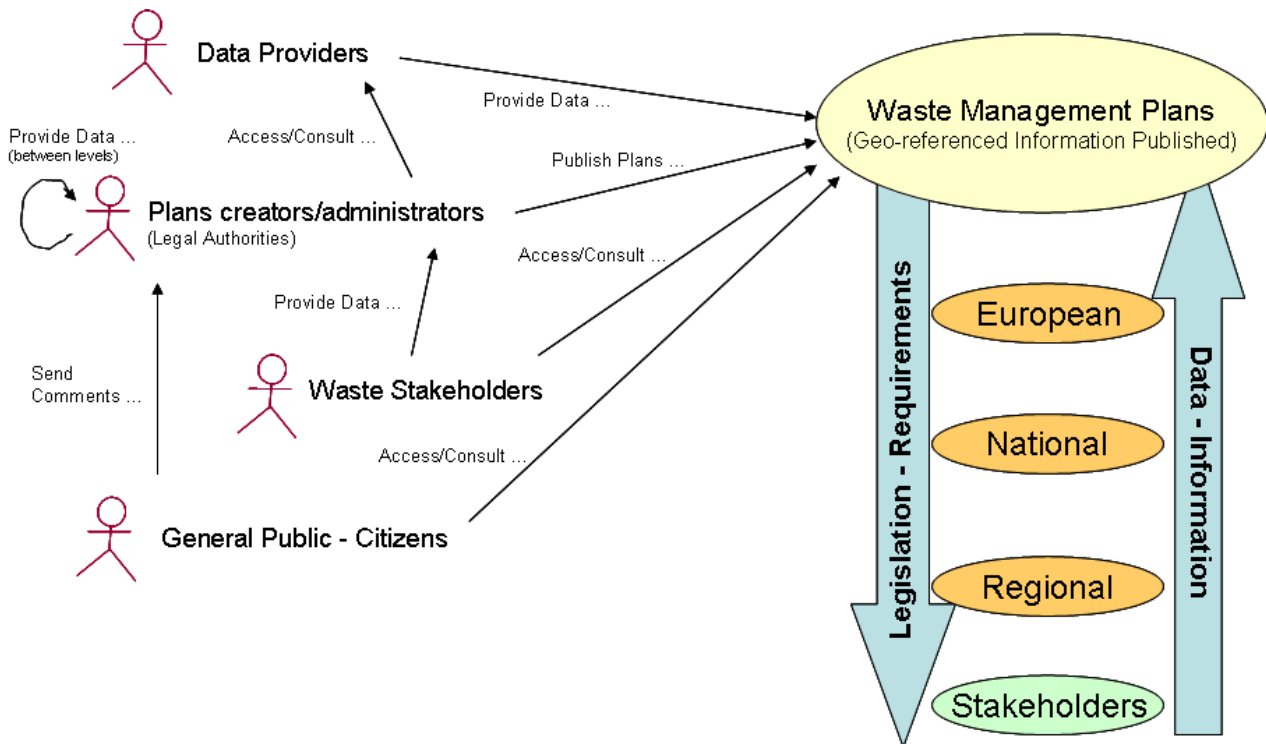 Data Providers
Provide Data ...
Waste Management Plans
(Geo-referenced Information Published)
Provide Data ...
(between levels)
Access/Consult ...
Publish Plans ...
Plans creators/administrators
(Legal Authorities)
Access/Consult ...
Provide Data ...
Send
Comments ...
Waste Stakeholders
Access/Consult ...
General Public - Citizens
Legislation - Requirements
European
National
Regional
Stakeholders
Data - Information